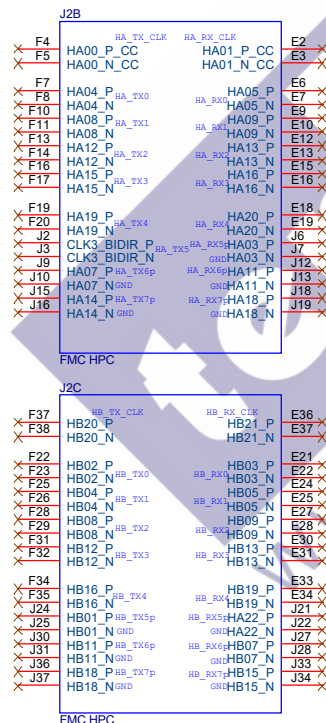 J2B
HA_TX_CLK HA_RX_CLK
F4 HA00_P_CC HA01_P_CC E2
F5 HA00_N_CC HA01_N_CC E3
F7 HA04_P HA05_P E6
F8 HA04_N HA_TX0 HA_RX0 HA05_N E7
F10 HA08_P HA09_P E9
F11 HA08_N HA_TX1 HA_RX1 HA09_N E10
F13 HA12_P HA13_P E12
F14 HA12_N HA_TX2 HA_RX2 HA13_N E13
F16 HA15_P HA16_P E15
F17 HA15_N HA_TX3 HA_RX3 HA16_N E16
F19 HA19_P HA20_P E18
F20 HA19_N HA_TX4 HA_RX4 HA20_N E19
J2 CLK3_BIDIR_P HA_TX5 HA_RX5p HA03_P J6
J3 CLK3_BIDIR_N GND HA03_N J7
J9 HA07_P HA_TX6p HA_RX6p HA11_P J12
J10 HA07_N GND GND HA11_N J13
J15 HA14_P HA_TX7p HA_RX7p HA18_P J18
J16 HA14_N GND GND HA18_N J19
FMC HPC
J2C
HB_TX_CLK HB_RX_CLK
F37 HB20_P HB21_P E36
F38 HB20_N HB21_N E37
F22 HB02_P HB03_P E21
F23 HB02_N HB_TX0 HB_RX0 HB03_N E22
F25 HB04_P HB05_P E24
F26 HB04_N HB_TX1 HB_RX1 HB05_N E25
F28 HB08_P HB09_P E27
F29 HB08_N HB_TX2 HB_RX2 HB09_N E28
F31 HB12_P HB13_P E30
F32 HB12_N HB_TX3 HB_RX3 HB13_N E31
F34 HB16_P HB19_P E33
F35 HB16_N HB_TX4 HB_RX4 HB19_N E34
J24 HB01_P HB_TX5p HB_RX5p HA22_P J21
J25 HB01_N GND GND HA22_N J22
J30 HB11_P HB_TX6p HB_RX6p HB07_P J27
J31 HB11_N GND GND HB07_N J28
J36 HB18_P HB_TX7p HB_RX7p HB15_P J33
J37 HB18_N GND GND HB15_N J34
FMC HPC